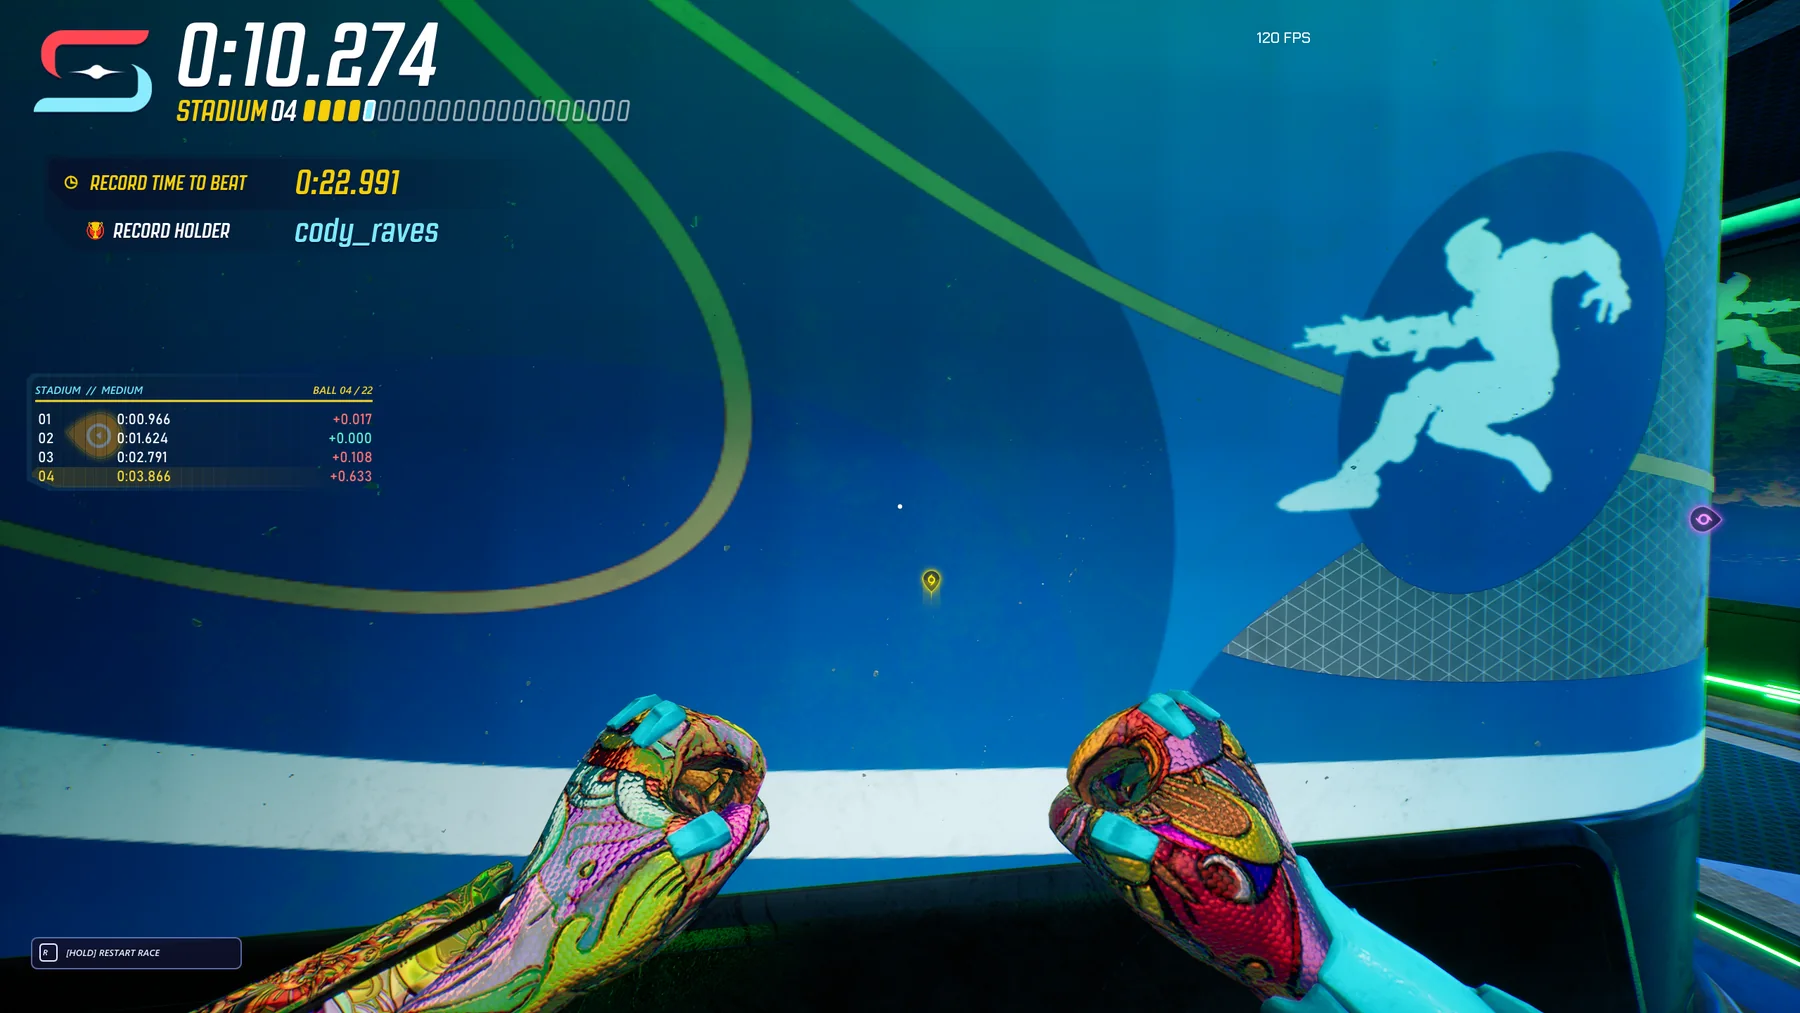 0:10.274
120 FPS
STADIUM 04
RECORD TIME TO BEAT 0:22.991
RECORD HOLDER cody_raves
STADIUM // MEDIUM BALL 04 / 22
01 0:00.966 +0.017
02 0:01.624 +0.000
03 0:02.791 +0.108
04 0:03.866 +0.633
R [HOLD] RESTART RACE